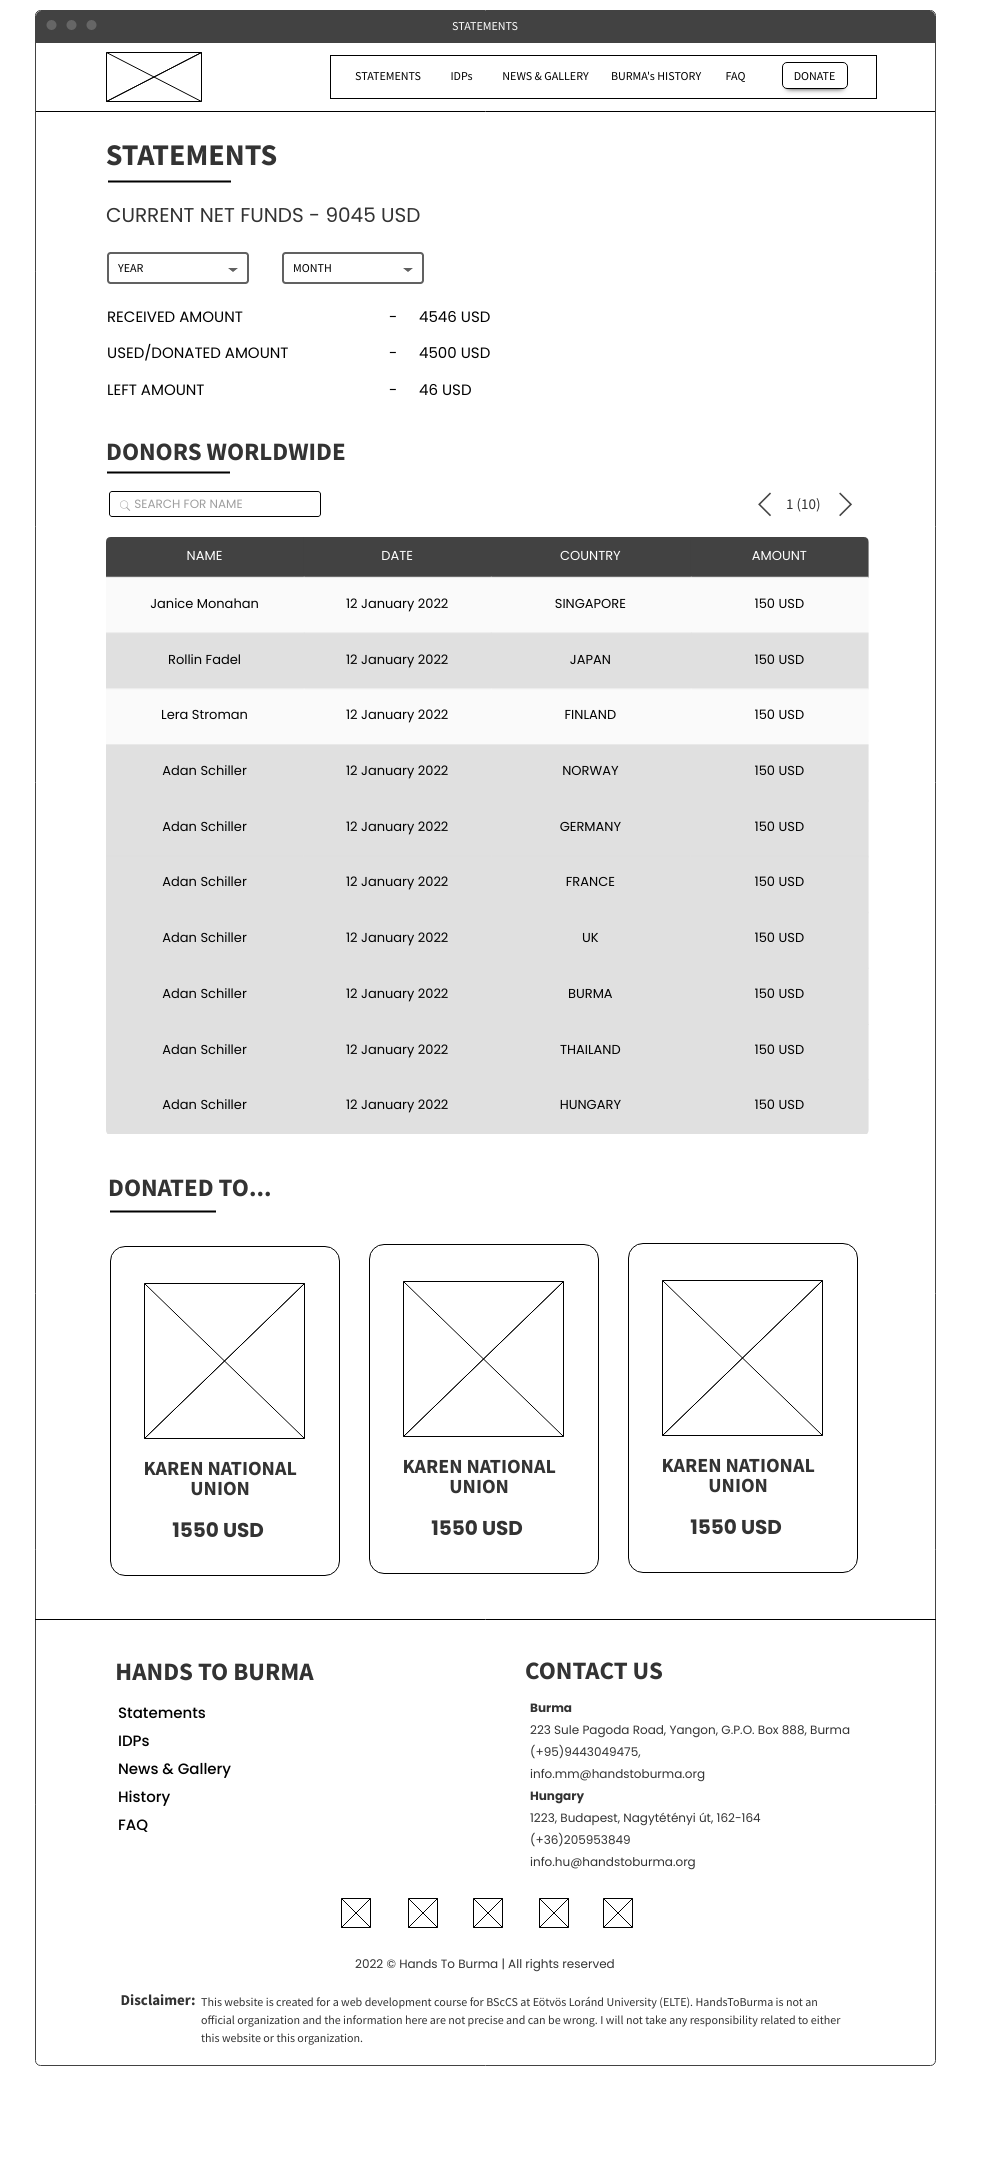 STATEMENTS
STATEMENTS IDPs NEWS & GALLERY BURMA's HISTORY FAQ DONATE
STATEMENTS
CURRENT NET FUNDS - 9045 USD
YEAR MONTH
RECEIVED AMOUNT - 4546 USD
USED/DONATED AMOUNT - 4500 USD
LEFT AMOUNT - 46 USD
DONORS WORLDWIDE
SEARCH FOR NAME 1 (10)
NAME DATE COUNTRY AMOUNT
Janice Monahan 12 January 2022 SINGAPORE 150 USD
Rollin Fadel 12 January 2022 JAPAN 150 USD
Lera Stroman 12 January 2022 FINLAND 150 USD
Adan Schiller 12 January 2022 NORWAY 150 USD
Adan Schiller 12 January 2022 GERMANY 150 USD
Adan Schiller 12 January 2022 FRANCE 150 USD
Adan Schiller 12 January 2022 UK 150 USD
Adan Schiller 12 January 2022 BURMA 150 USD
Adan Schiller 12 January 2022 THAILAND 150 USD
Adan Schiller 12 January 2022 HUNGARY 150 USD
DONATED TO...
KAREN NATIONAL
UNION
1550 USD
KAREN NATIONAL
UNION
1550 USD
KAREN NATIONAL
UNION
1550 USD
HANDS TO BURMA
Statements
IDPs
News & Gallery
History
FAQ
CONTACT US
Burma
223 Sule Pagoda Road, Yangon, G.P.O. Box 888, Burma
(+95)9443049475,
info.mm@handstoburma.org
Hungary
1223, Budapest, Nagytétényi út, 162-164
(+36)205953849
info.hu@handstoburma.org
2022 © Hands To Burma | All rights reserved
Disclaimer: This website is created for a web development course for BScCS at Eötvös Loránd University (ELTE). HandsToBurma is not an
official organization and the information here are not precise and can be wrong. I will not take any responsibility related to either
this website or this organization.